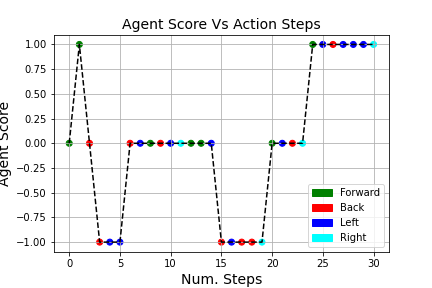 Agent Score Vs Action Steps
Agent Score
1.00
0.75
0.50
0.25
0.00
−0.25
−0.50
−0.75
−1.00
Forward
Back
Left
Right
0 5 10 15 20 25 30
Num. Steps